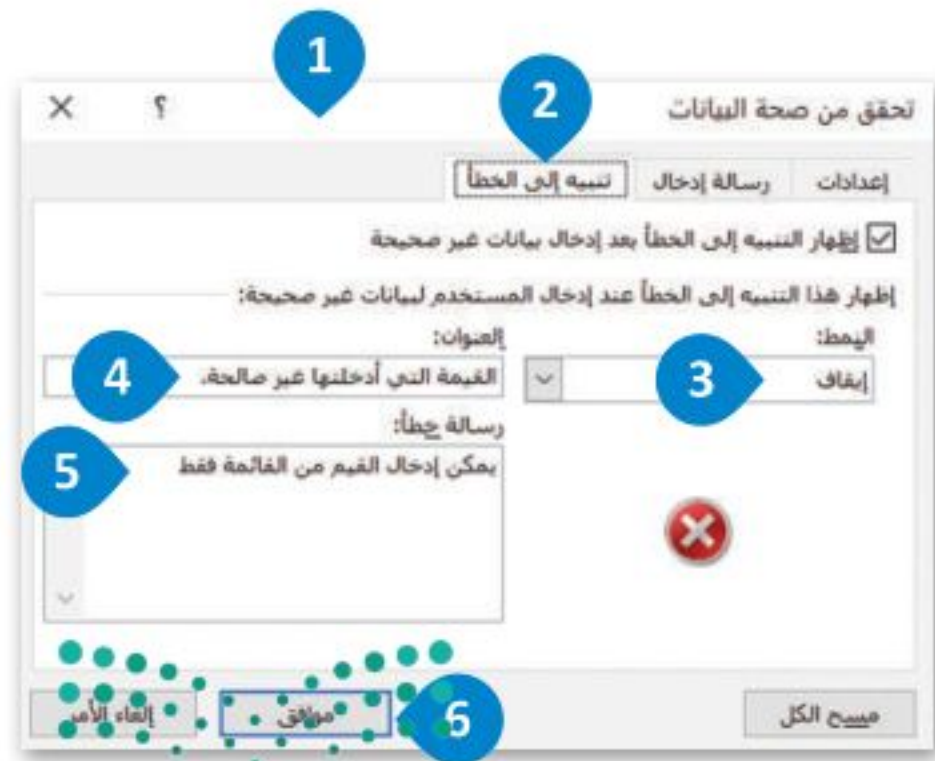 1
2
تحقق من صحة البيانات ؟ ×
إعدادات رسالة إدخال تنبيه إلى الخطأ
إظهار التنبيه إلى الخطأ بعد إدخال بيانات غير صحيحة
إظهار هذا التنبيه إلى الخطأ عند إدخال المستخدم لبيانات غير صحيحة:
النمط: العنوان:
إيقاف 3 القيمة التي أدخلتها غير صالحة. 4
رسالة خطأ:
يمكن إدخال القيم من القائمة فقط 5
مسح الكل 6 موافق إلغاء الأمر